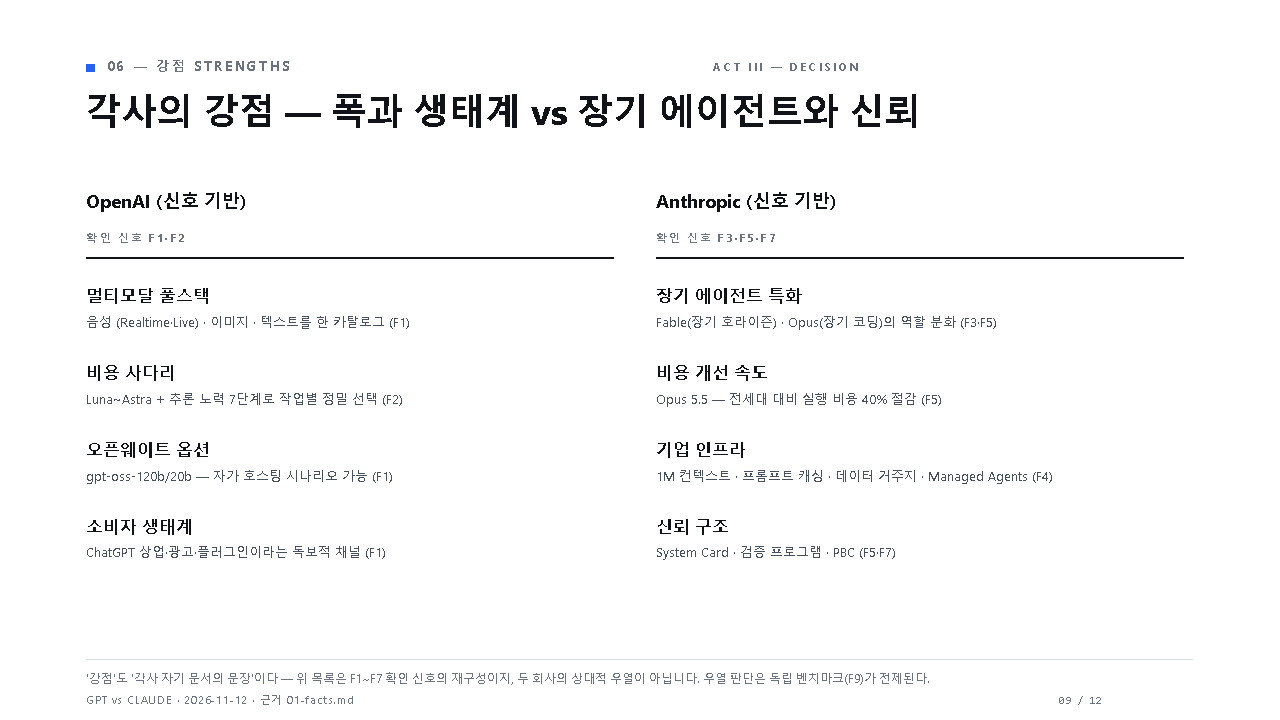 06 — 강점 STRENGTHS
ACT III — DECISION
각사의 강점 — 폭과 생태계 vs 장기 에이전트와 신뢰
OpenAI (신호 기반)
확인 신호 F1·F2
멀티모달 풀스택
음성 (Realtime·Live) · 이미지 · 텍스트를 한 카탈로그 (F1)
비용 사다리
Luna~Astra + 추론 노력 7단계로 작업별 정밀 선택 (F2)
오픈웨이트 옵션
gpt-oss-120b/20b — 자가 호스팅 시나리오 가능 (F1)
소비자 생태계
ChatGPT 상업·광고·플러그인이라는 독보적 채널 (F1)
Anthropic (신호 기반)
확인 신호 F3·F5·F7
장기 에이전트 특화
Fable(장기 호라이즌) · Opus(장기 코딩)의 역할 분화 (F3·F5)
비용 개선 속도
Opus 5.5 — 전세대 대비 실행 비용 40% 절감 (F5)
기업 인프라
1M 컨텍스트 · 프롬프트 캐싱 · 데이터 거주지 · Managed Agents (F4)
신뢰 구조
System Card · 검증 프로그램 · PBC (F5·F7)
'강점'도 '각사 자기 문서의 문장'이다 — 위 목록은 F1~F7 확인 신호의 재구성이지, 두 회사의 상대적 우열이 아닙니다. 우열 판단은 독립 벤치마크(F9)가 전제된다.
GPT vs CLAUDE · 2026-11-12 · 근거 01-facts.md
09 / 12